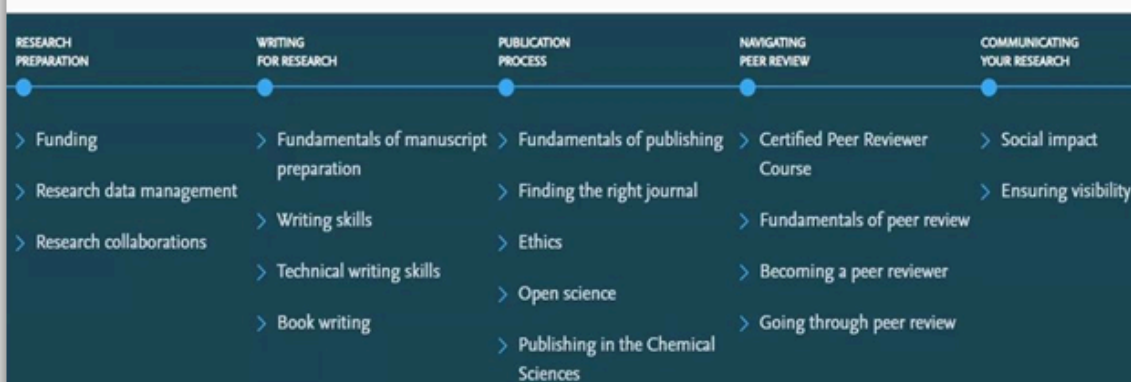 RESEARCH
PREPARATION
Funding
Research data management
Research collaborations
WRITING
FOR RESEARCH
Fundamentals of manuscript
preparation
Writing skills
Technical writing skills
Book writing
PUBLICATION
PROCESS
Fundamentals of publishing
Finding the right journal
Ethics
Open science
Publishing in the Chemical
Sciences
NAVIGATING
PEER REVIEW
Certified Peer Reviewer
Course
Fundamentals of peer review
Becoming a peer reviewer
Going through peer review
COMMUNICATING
YOUR RESEARCH
Social impact
Ensuring visibility